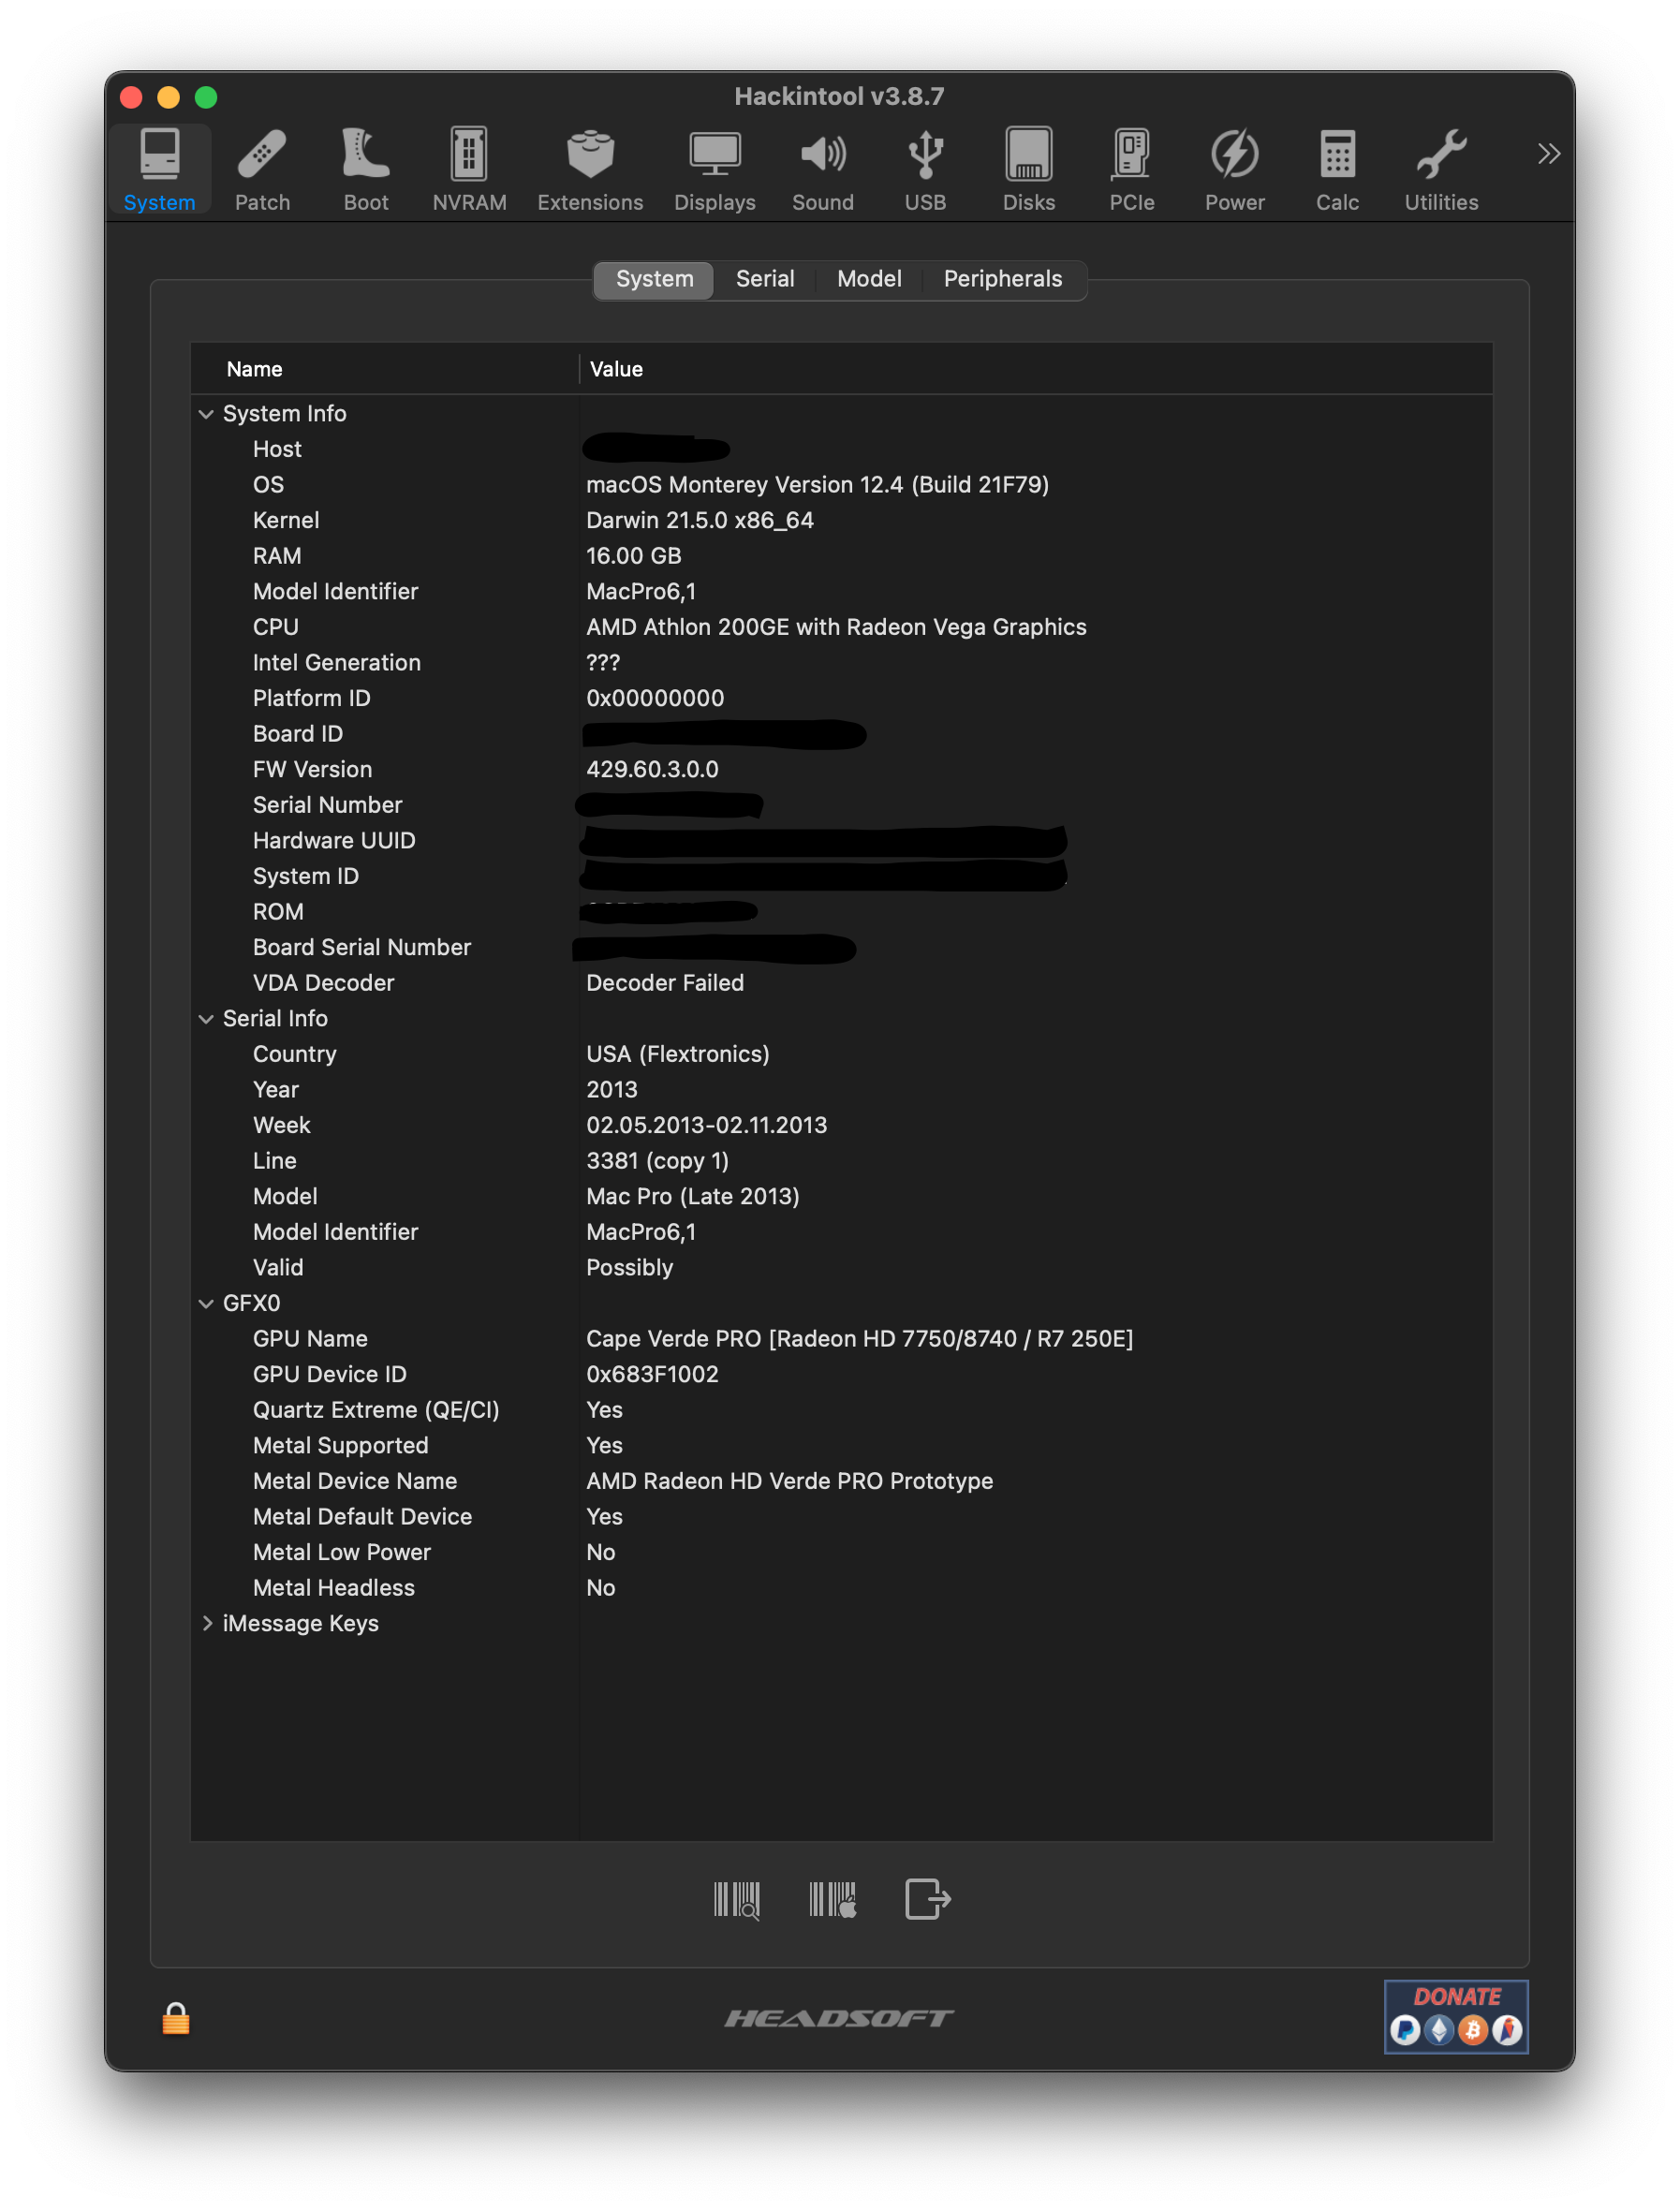 Hackintool v3.8.7
System Patch Boot NVRAM Extensions Displays Sound USB Disks PCIe Power Calc Utilities
System Serial Model Peripherals
Name Value
System Info
Host
OS macOS Monterey Version 12.4 (Build 21F79)
Kernel Darwin 21.5.0 x86_64
RAM 16.00 GB
Model Identifier MacPro6,1
CPU AMD Athlon 200GE with Radeon Vega Graphics
Intel Generation ???
Platform ID 0x00000000
Board ID
FW Version 429.60.3.0.0
Serial Number
Hardware UUID
System ID
ROM
Board Serial Number
VDA Decoder Decoder Failed
Serial Info
Country USA (Flextronics)
Year 2013
Week 02.05.2013-02.11.2013
Line 3381 (copy 1)
Model Mac Pro (Late 2013)
Model Identifier MacPro6,1
Valid Possibly
GFX0
GPU Name Cape Verde PRO [Radeon HD 7750/8740 / R7 250E]
GPU Device ID 0x683F1002
Quartz Extreme (QE/CI) Yes
Metal Supported Yes
Metal Device Name AMD Radeon HD Verde PRO Prototype
Metal Default Device Yes
Metal Low Power No
Metal Headless No
iMessage Keys
HEADSOFT
DONATE